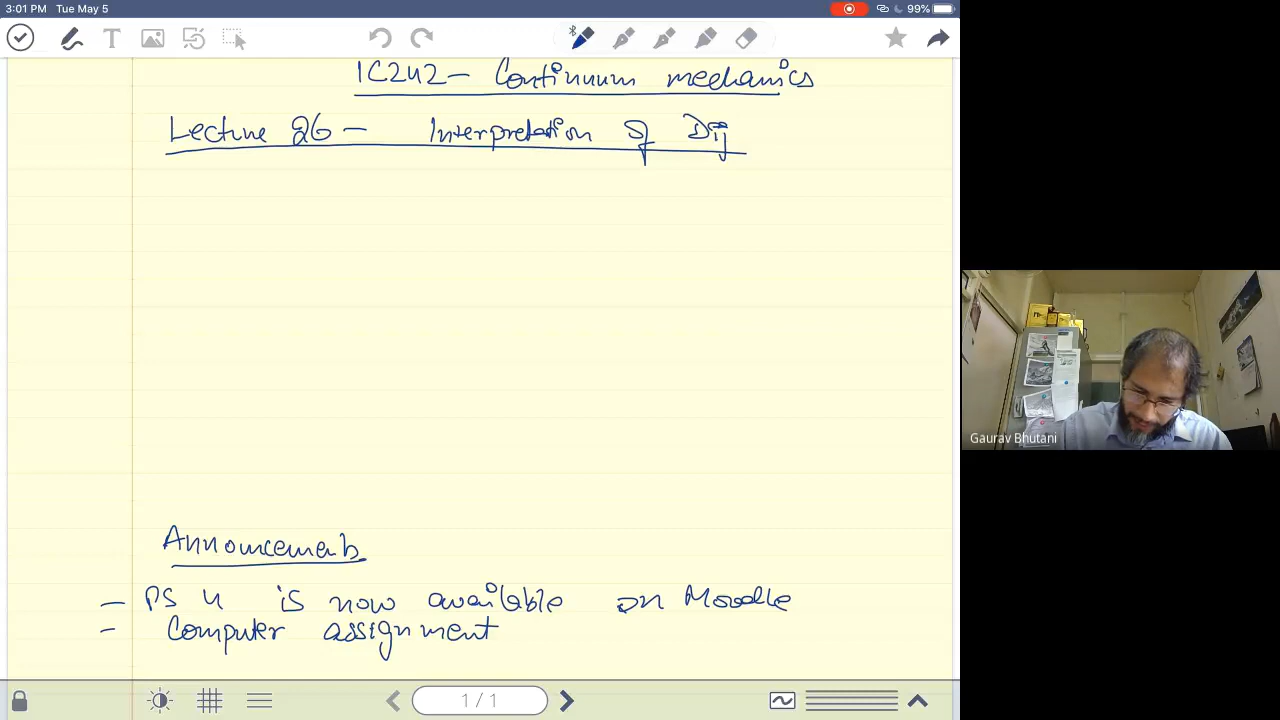 3:01 PM Tue May 5
99%
IC242 - Continuum mechanics
Lecture 26 - Interpretation of Dij
Gaurav Bhutani
Announcements
- PS 4 is now available on Moodle
- Computer assignment
1 / 1